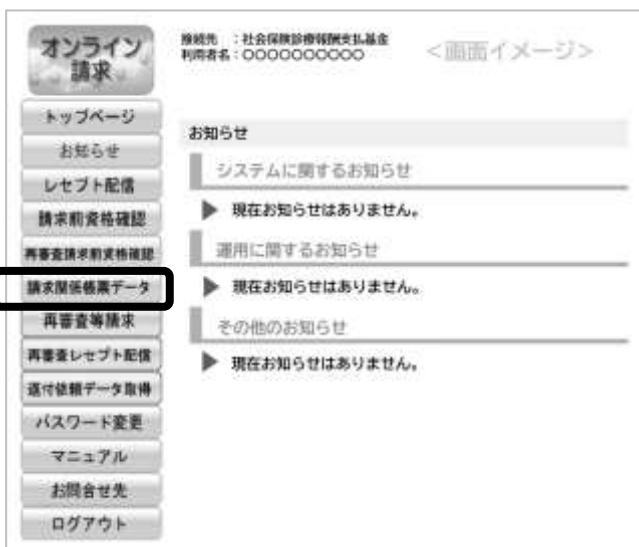 オンライン
請求
接続先 ：社会保険診療報酬支払基金
利用者名：〇〇〇〇〇〇〇〇〇〇
<画面イメージ>
トップページ
お知らせ
レセプト配信
請求前資格確認
再審査請求前資格確認
請求関係帳票データ
再審査等請求
再審査レセプト配信
返付依頼データ取得
パスワード変更
マニュアル
お問合せ先
ログアウト
お知らせ
システムに関するお知らせ
▶ 現在お知らせはありません。
運用に関するお知らせ
▶ 現在お知らせはありません。
その他のお知らせ
▶ 現在お知らせはありません。